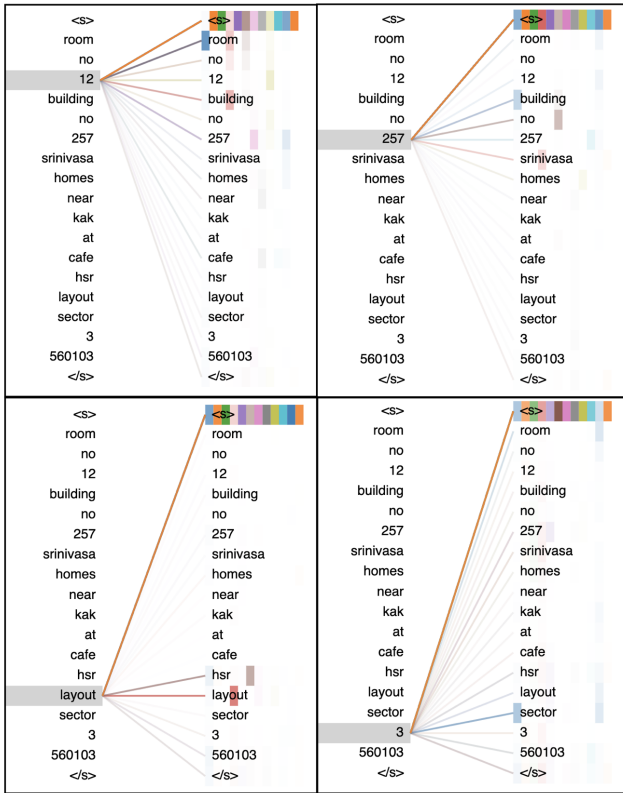 <s> <s>
room room
no no
12 12
building building
no no
257 257
srinivasa srinivasa
homes homes
near near
kak kak
at at
cafe cafe
hsr hsr
layout layout
sector sector
3 3
560103 560103
</s> </s>
<s> <s>
room room
no no
12 12
building building
no no
257 257
srinivasa srinivasa
homes homes
near near
kak kak
at at
cafe cafe
hsr hsr
layout layout
sector sector
3 3
560103 560103
</s> </s>
<s> <s>
room room
no no
12 12
building building
no no
257 257
srinivasa srinivasa
homes homes
near near
kak kak
at at
cafe cafe
hsr hsr
layout layout
sector sector
3 3
560103 560103
</s> </s>
<s> <s>
room room
no no
12 12
building building
no no
257 257
srinivasa srinivasa
homes homes
near near
kak kak
at at
cafe cafe
hsr hsr
layout layout
sector sector
3 3
560103 560103
</s> </s>